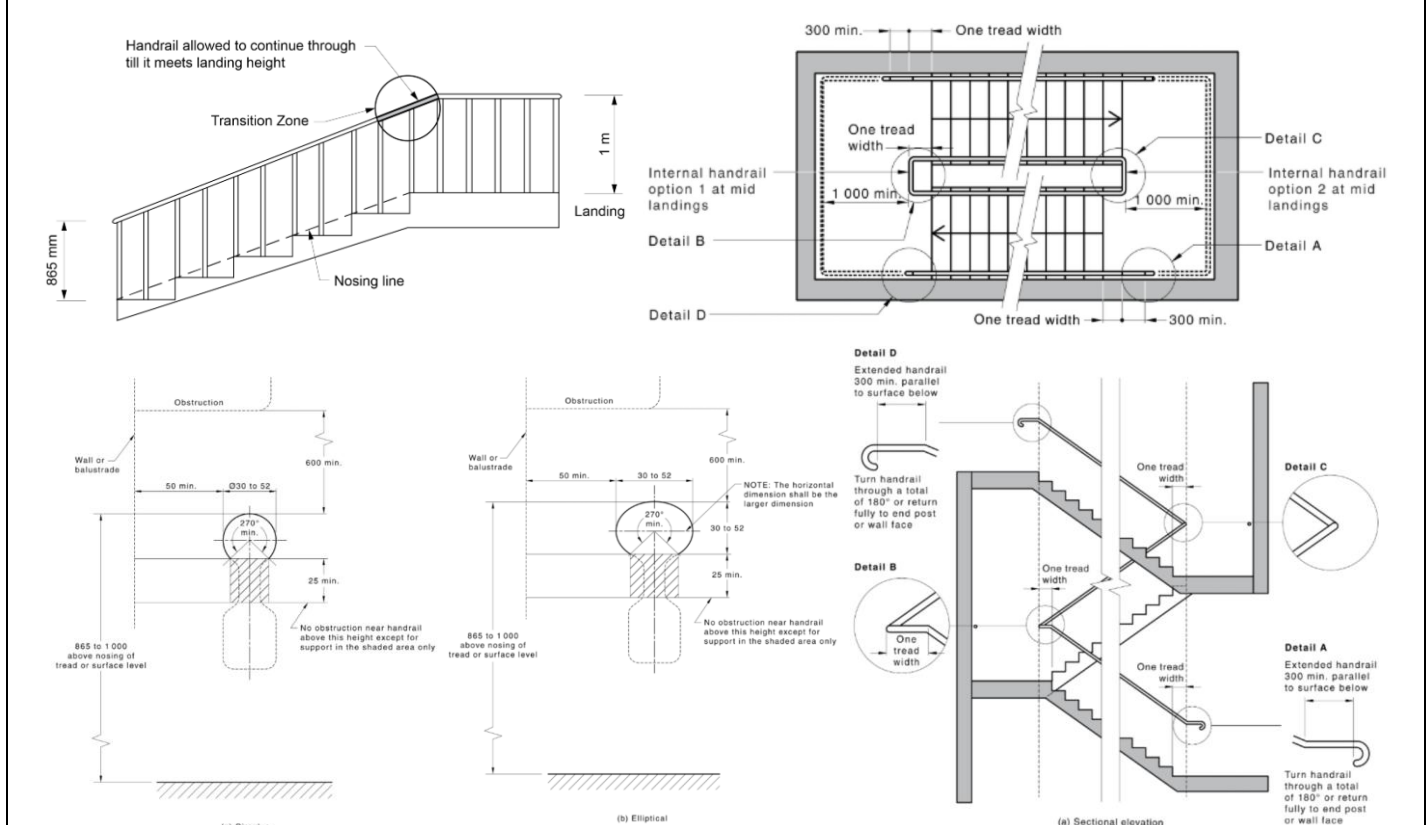 Handrail allowed to continue through
till it meets landing height
Transition Zone
1 m
Landing
865 mm
Nosing line
300 min.
One tread width
One tread
width
Detail C
Internal handrail
option 1 at mid
landings
1 000 min.
1 000 min.
Internal handrail
option 2 at mid
landings
Detail B
Detail A
Detail D
One tread width
300 min.
Obstruction
Wall or
balustrade
600 min.
50 min.
Ø30 to 52
270°
min.
25 min.
No obstruction near handrail
above this height except for
support in the shaded area only
865 to 1 000
above nosing of
tread or surface level
Obstruction
Wall or
balustrade
600 min.
50 min.
30 to 52
NOTE: The horizontal
dimension shall be the
larger dimension
270°
min.
30 to 52
25 min.
No obstruction near handrail
above this height except for
support in the shaded area only
865 to 1 000
above nosing of
tread or surface level
(b) Elliptical
Detail D
Extended handrail
300 min. parallel
to surface below
Turn handrail
through a total
of 180° or return
fully to end post
or wall face
One tread
width
Detail C
Detail B
One
tread
width
One tread
width
One tread
width
Detail A
Extended handrail
300 min. parallel
to surface below
Turn handrail
through a total
of 180° or return
fully to end post
or wall face
(a) Sectional elevation